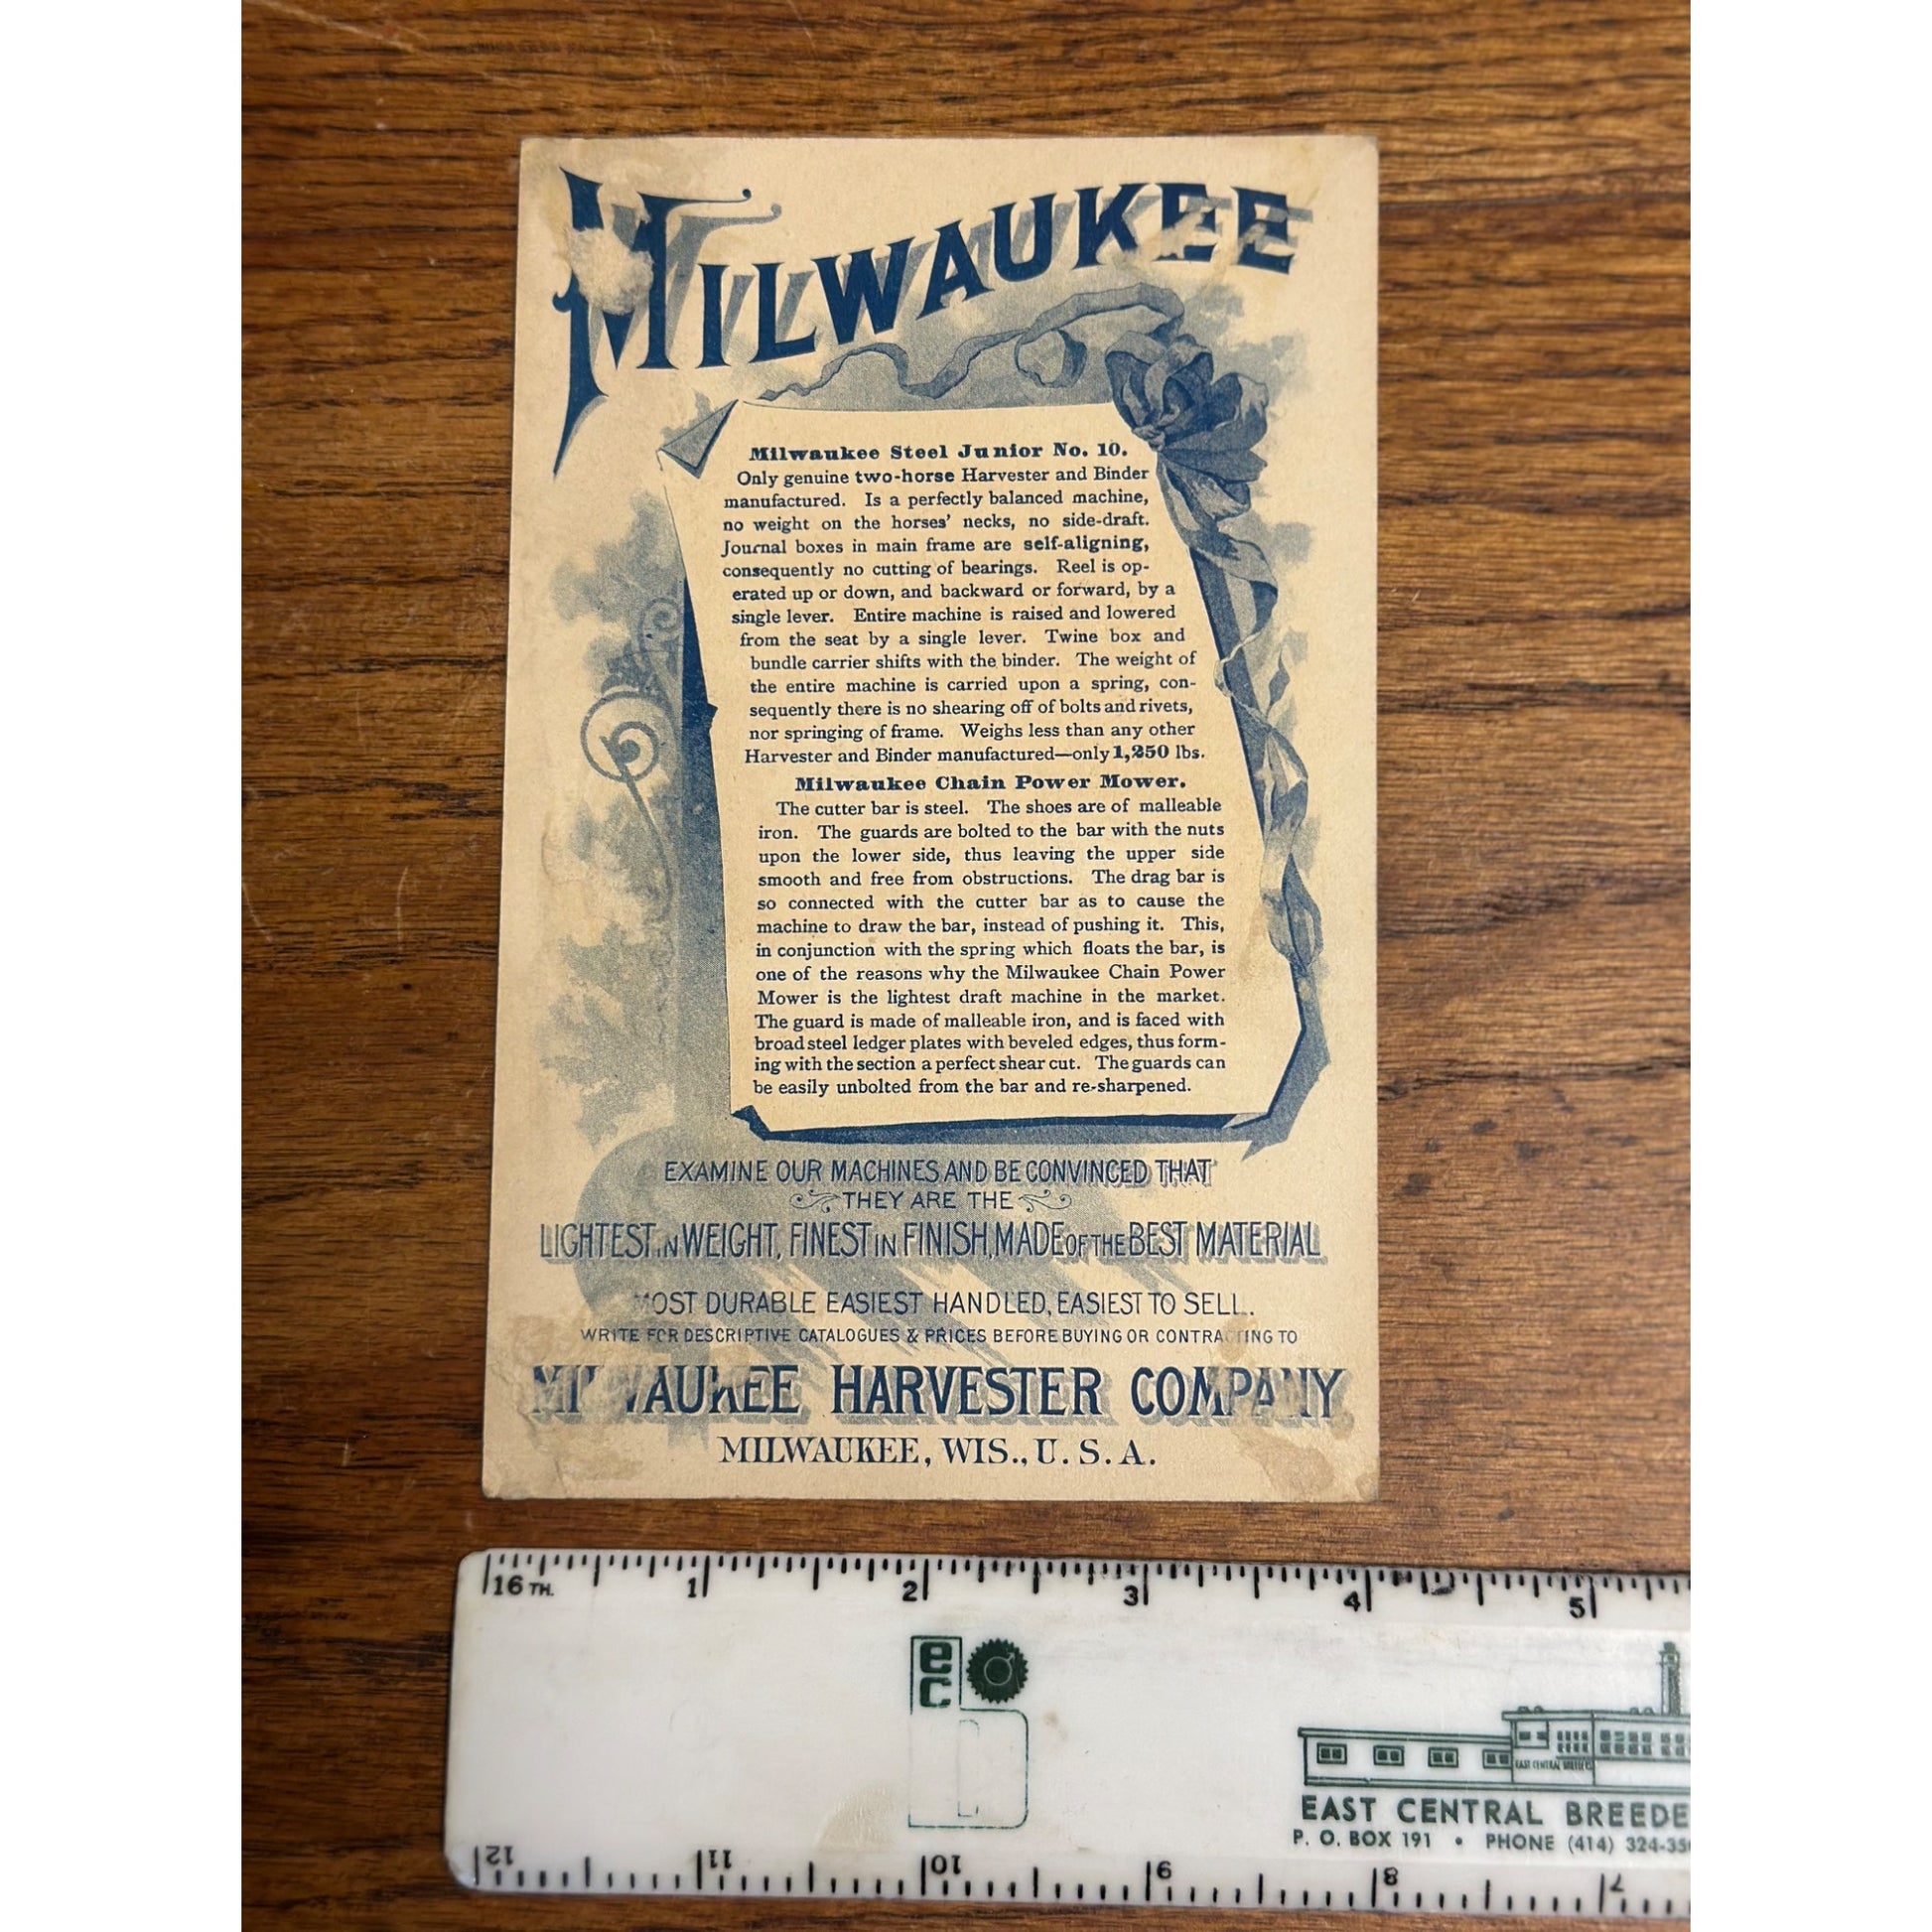 MILWAUKEE
Milwaukee Steel Junior No. 10.
Only genuine two-horse Harvester and Binder
manufactured. Is a perfectly balanced machine,
no weight on the horses' necks, no side-draft.
Journal boxes in main frame are self-aligning,
consequently no cutting of bearings. Reel is op-
erated up or down, and backward or forward, by a
single lever. Entire machine is raised and lowered
from the seat by a single lever. Twine box and
bundle carrier shifts with the binder. The weight of
the entire machine is carried upon a spring, con-
sequently there is no shearing off of bolts and rivets,
nor springing of frame. Weighs less than any other
Harvester and Binder manufactured—only 1,250 lbs.
Milwaukee Chain Power Mower.
The cutter bar is steel. The shoes are of malleable
iron. The guards are bolted to the bar with the nuts
upon the lower side, thus leaving the upper side
smooth and free from obstructions. The drag bar is
so connected with the cutter bar as to cause the
machine to draw the bar, instead of pushing it. This,
in conjunction with the spring which floats the bar, is
one of the reasons why the Milwaukee Chain Power
Mower is the lightest draft machine in the market.
The guard is made of malleable iron, and is faced with
broad steel ledger plates with beveled edges, thus form-
ing with the section a perfect shear cut. The guards can
be easily unbolted from the bar and re-sharpened.
EXAMINE OUR MACHINES AND BE CONVINCED THAT
THEY ARE THE
LIGHTEST IN WEIGHT, FINEST IN FINISH, MADE OF THE BEST MATERIAL
MOST DURABLE EASIEST HANDLED, EASIEST TO SELL.
WRITE FOR DESCRIPTIVE CATALOGUES & PRICES BEFORE BUYING OR CONTRACTING TO
MILWAUKEE HARVESTER COMPANY
MILWAUKEE, WIS., U. S. A.
16 TH. 1 2 3 4 5
ec
b
EAST CENTRAL BREEDE
P. O. BOX 191 • PHONE (414) 324-35
12 11 10 9 8 7